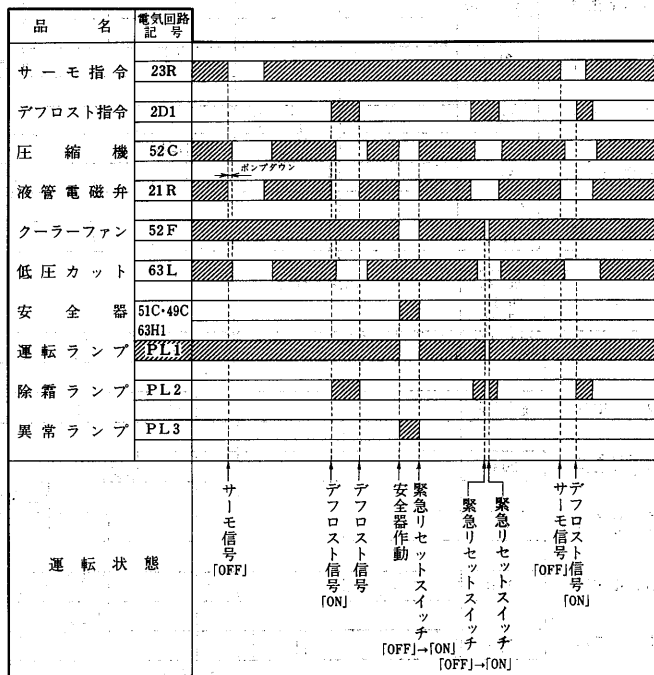 品名 電気回路記号
サーモ指令 23R
デフロスト指令 2D1
圧縮機 52C
ポンプダウン
液管電磁弁 21R
クーラーファン 52F
低圧カット 63L
安全器 51C・49C
63H1
運転ランプ PL1
除霜ランプ PL2
異常ランプ PL3
運転状態
サーモ信号「OFF」
デフロスト信号「ON」
デフロスト信号
安全器作動
緊急リセットスイッチ「OFF」→「ON」
緊急リセットスイッチ「OFF」→「ON」
緊急リセットスイッチ
サーモ信号「OFF」
デフロスト信号「ON」